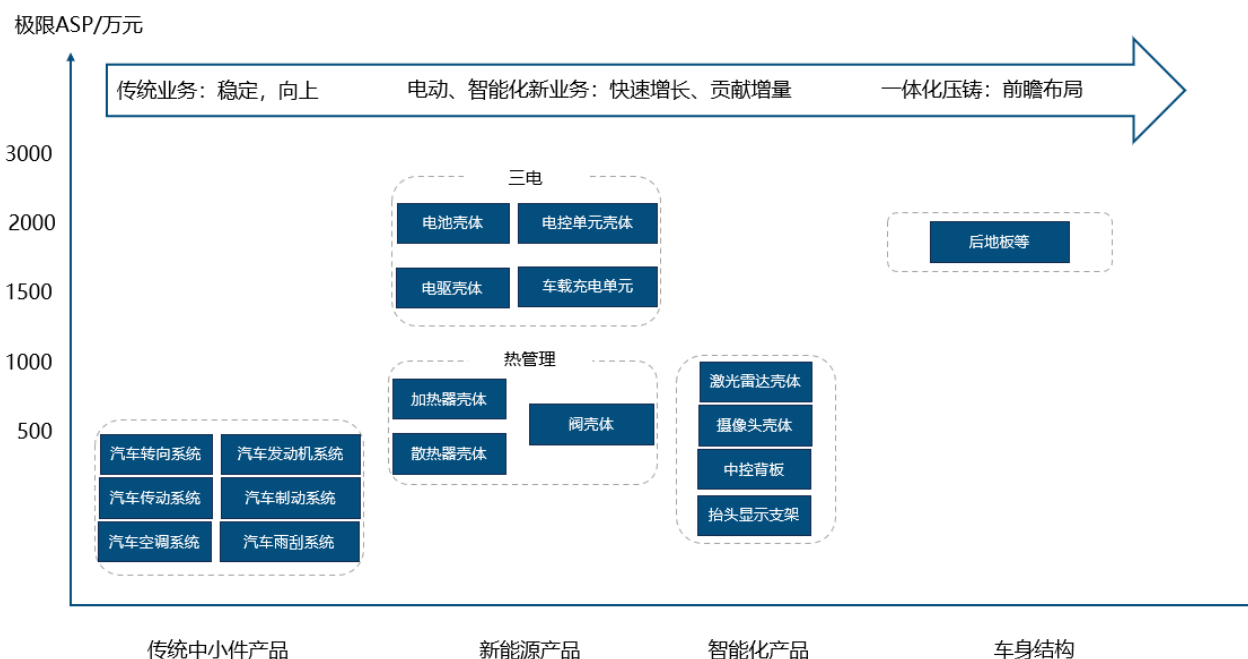 极限ASP/万元
传统业务：稳定，向上
电动、智能化新业务：快速增长、贡献增量
一体化压铸：前瞻布局
3000
2000
1500
1000
500
三电
电池壳体
电控单元壳体
电驱壳体
车载充电单元
后地板等
热管理
加热器壳体
阀壳体
散热器壳体
激光雷达壳体
摄像头壳体
中控背板
抬头显示支架
汽车转向系统
汽车发动机系统
汽车传动系统
汽车制动系统
汽车空调系统
汽车雨刮系统
传统中小件产品
新能源产品
智能化产品
车身结构